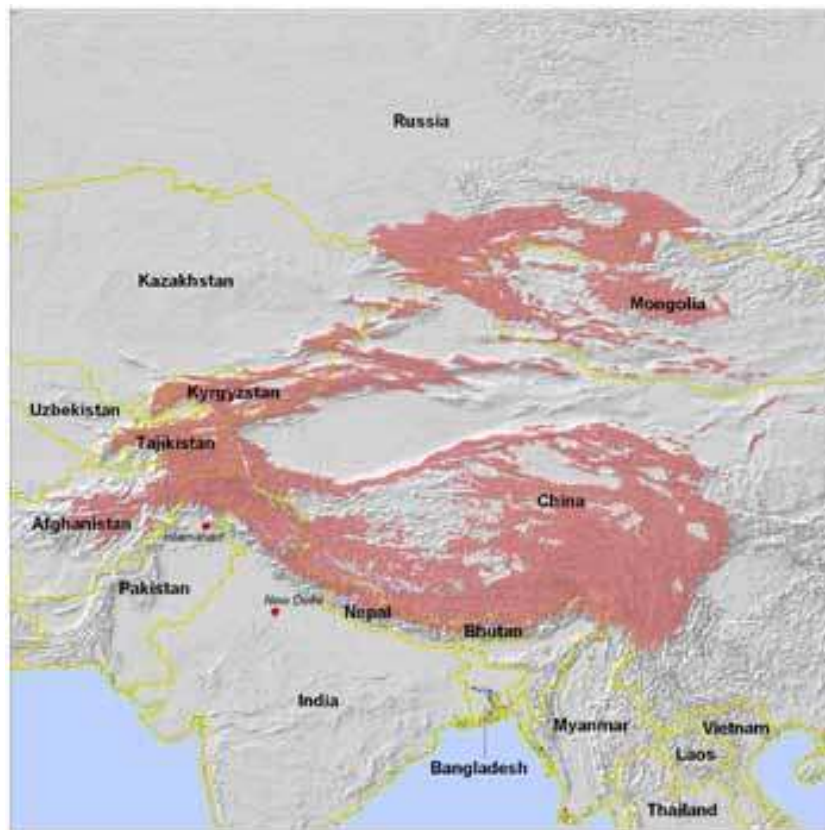 Russia
Kazakhstan
Mongolia
Kyrgyzstan
Uzbekistan
Tajikistan
China
Afghanistan
Islamabad
Pakistan
New Delhi
Nepal
Bhutan
India
Myanmar
Vietnam
Laos
Bangladesh
Thailand